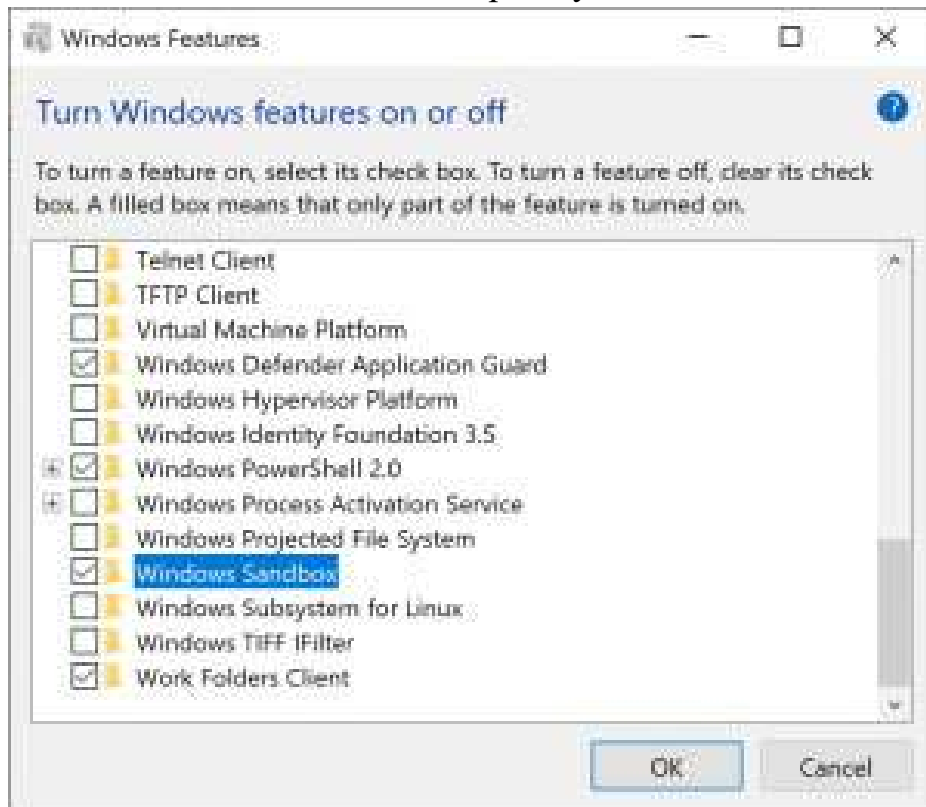 Windows Features
Turn Windows features on or off
To turn a feature on, select its check box. To turn a feature off, clear its check
box. A filled box means that only part of the feature is turned on.
Telnet Client
TFTP Client
Virtual Machine Platform
Windows Defender Application Guard
Windows Hypervisor Platform
Windows Identity Foundation 3.5
Windows PowerShell 2.0
Windows Process Activation Service
Windows Projected File System
Windows Sandbox
Windows Subsystem for Linux
Windows TIFF IFilter
Work Folders Client
OK Cancel